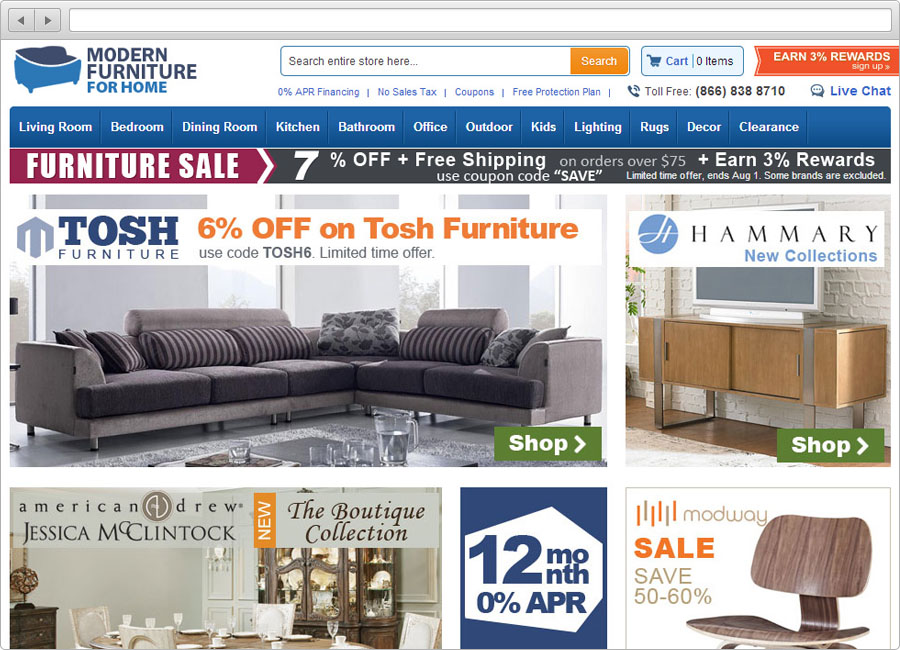 MODERN
FURNITURE
FOR HOME
Search entire store here...
Search
Cart 0 Items
EARN 3% REWARDS
sign up »
0% APR Financing | No Sales Tax | Coupons | Free Protection Plan |
Toll Free: (866) 838 8710
Live Chat
Living Room Bedroom Dining Room Kitchen Bathroom Office Outdoor Kids Lighting Rugs Decor Clearance
FURNITURE SALE
7 % OFF + Free Shipping on orders over $75 + Earn 3% Rewards
use coupon code “SAVE” Limited time offer, ends Aug 1. Some brands are excluded.
TOSH
FURNITURE
6% OFF on Tosh Furniture
use code TOSH6. Limited time offer.
Shop
HAMMARY
New Collections
Shop
american drew
JESSICA McCLINTOCK
NEW
The Boutique
Collection
12 month
0% APR
modway
SALE
SAVE
50-60%